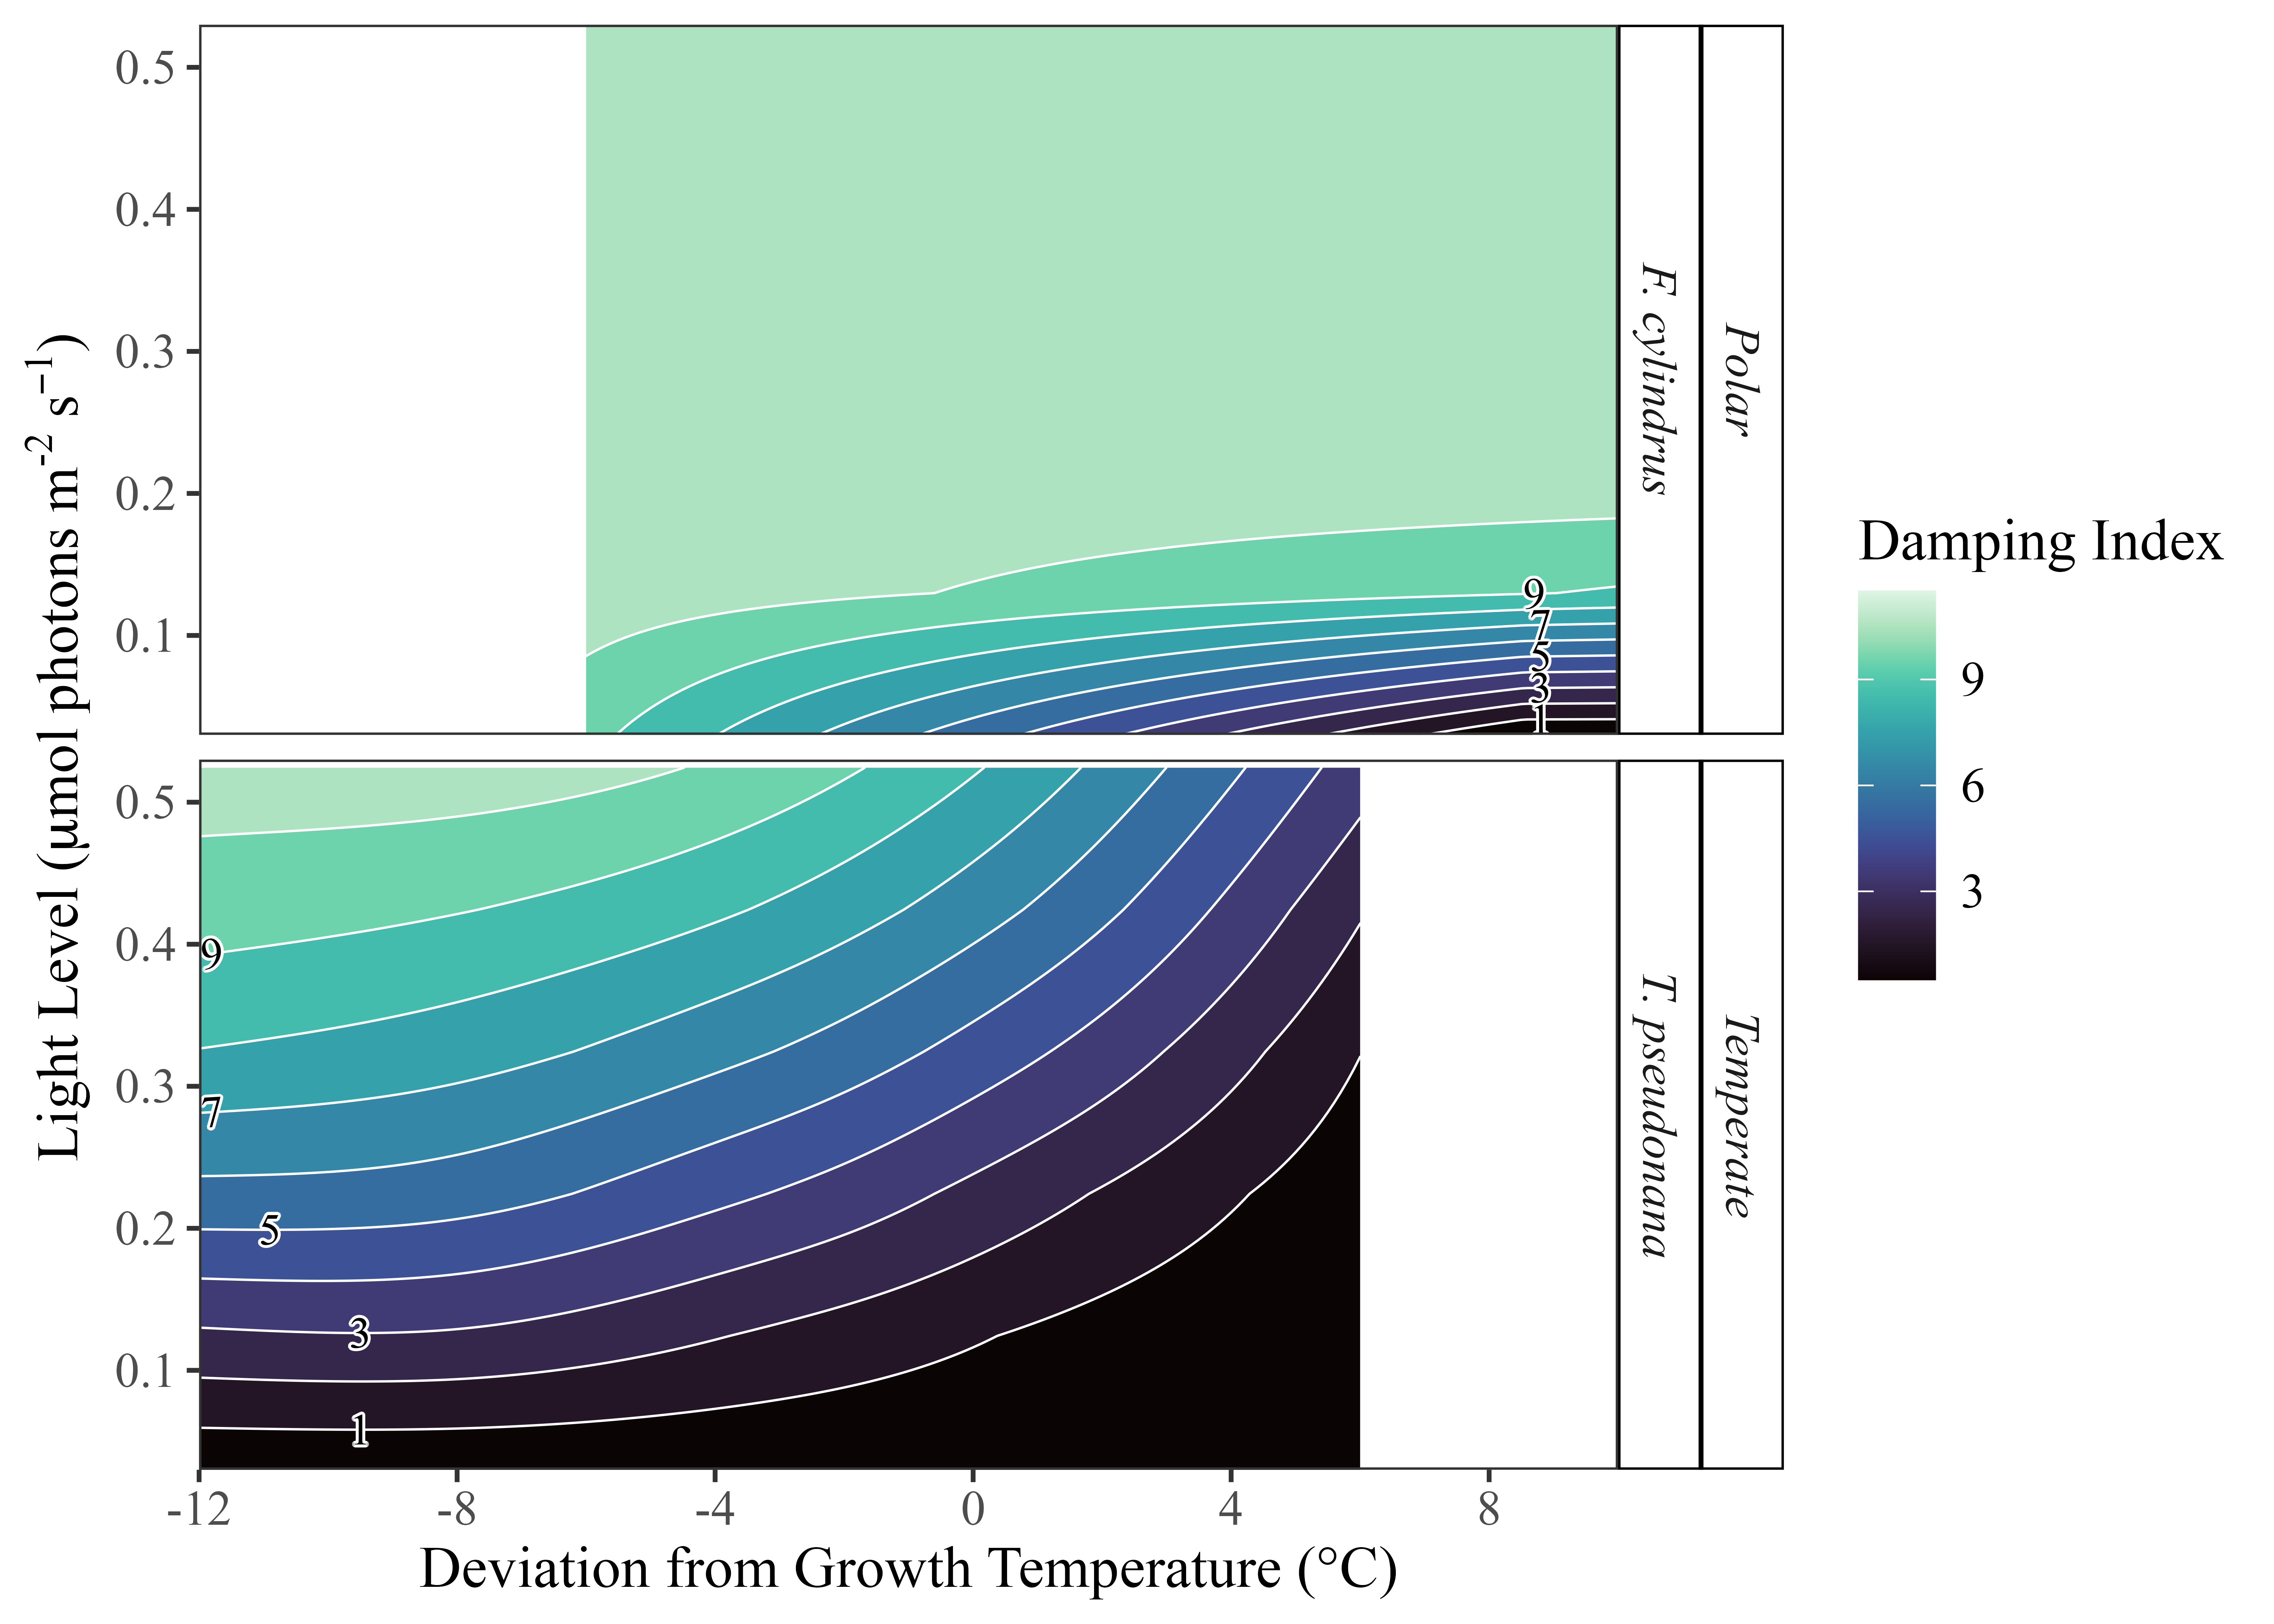 0.5
0.4
0.3
0.2
0.1
9
7
5
3
1
F. cylindrus
Polar
0.5
0.4
0.3
0.2
0.1
9
7
5
3
1
T. pseudonana
Temperate
-12 -8 -4 0 4 8
Deviation from Growth Temperature (°C)
Light Level (μmol photons m⁻² s⁻¹)
Damping Index
9
6
3